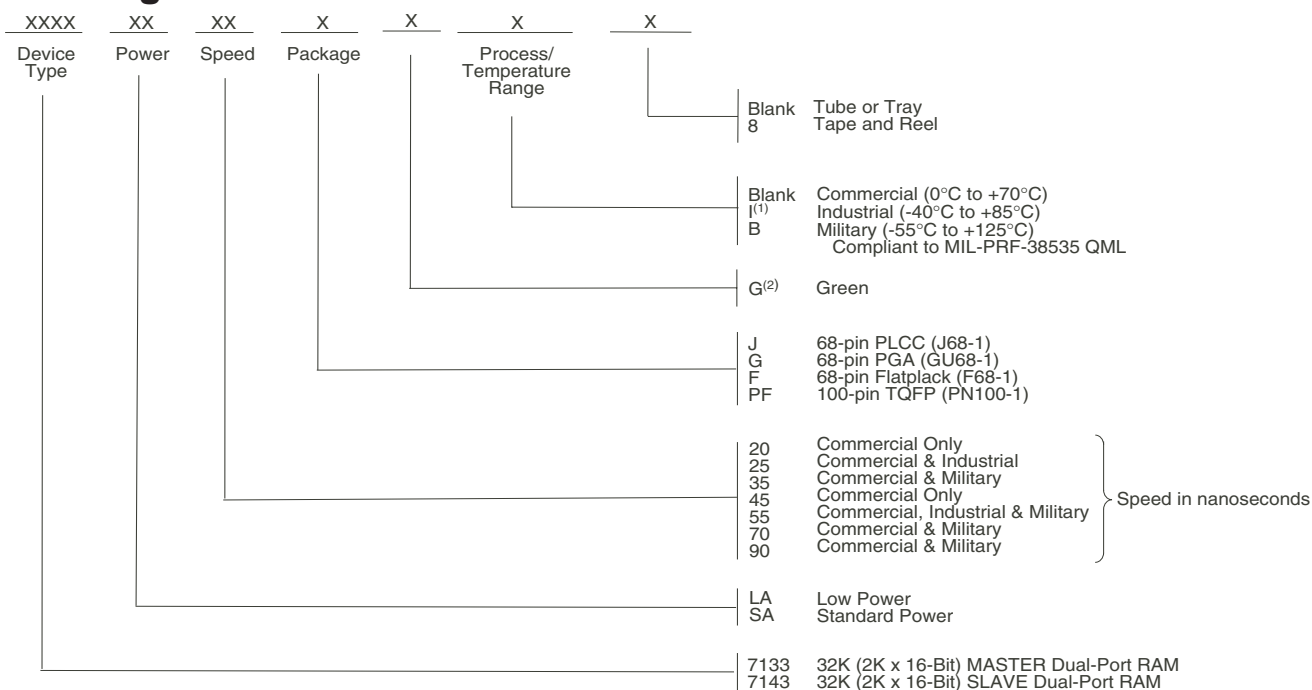 XXXX XX XX X X X X
Device Type Power Speed Package Process/ Temperature Range
Blank Tube or Tray
8 Tape and Reel
Blank Commercial (0°C to +70°C)
I(1) Industrial (-40°C to +85°C)
B Military (-55°C to +125°C)
Compliant to MIL-PRF-38535 QML
G(2) Green
J 68-pin PLCC (J68-1)
G 68-pin PGA (GU68-1)
F 68-pin Flatplack (F68-1)
PF 100-pin TQFP (PN100-1)
20 Commercial Only
25 Commercial & Industrial
35 Commercial & Military
45 Commercial Only
55 Commercial, Industrial & Military
70 Commercial & Military
90 Commercial & Military
Speed in nanoseconds
LA Low Power
SA Standard Power
7133 32K (2K x 16-Bit) MASTER Dual-Port RAM
7143 32K (2K x 16-Bit) SLAVE Dual-Port RAM